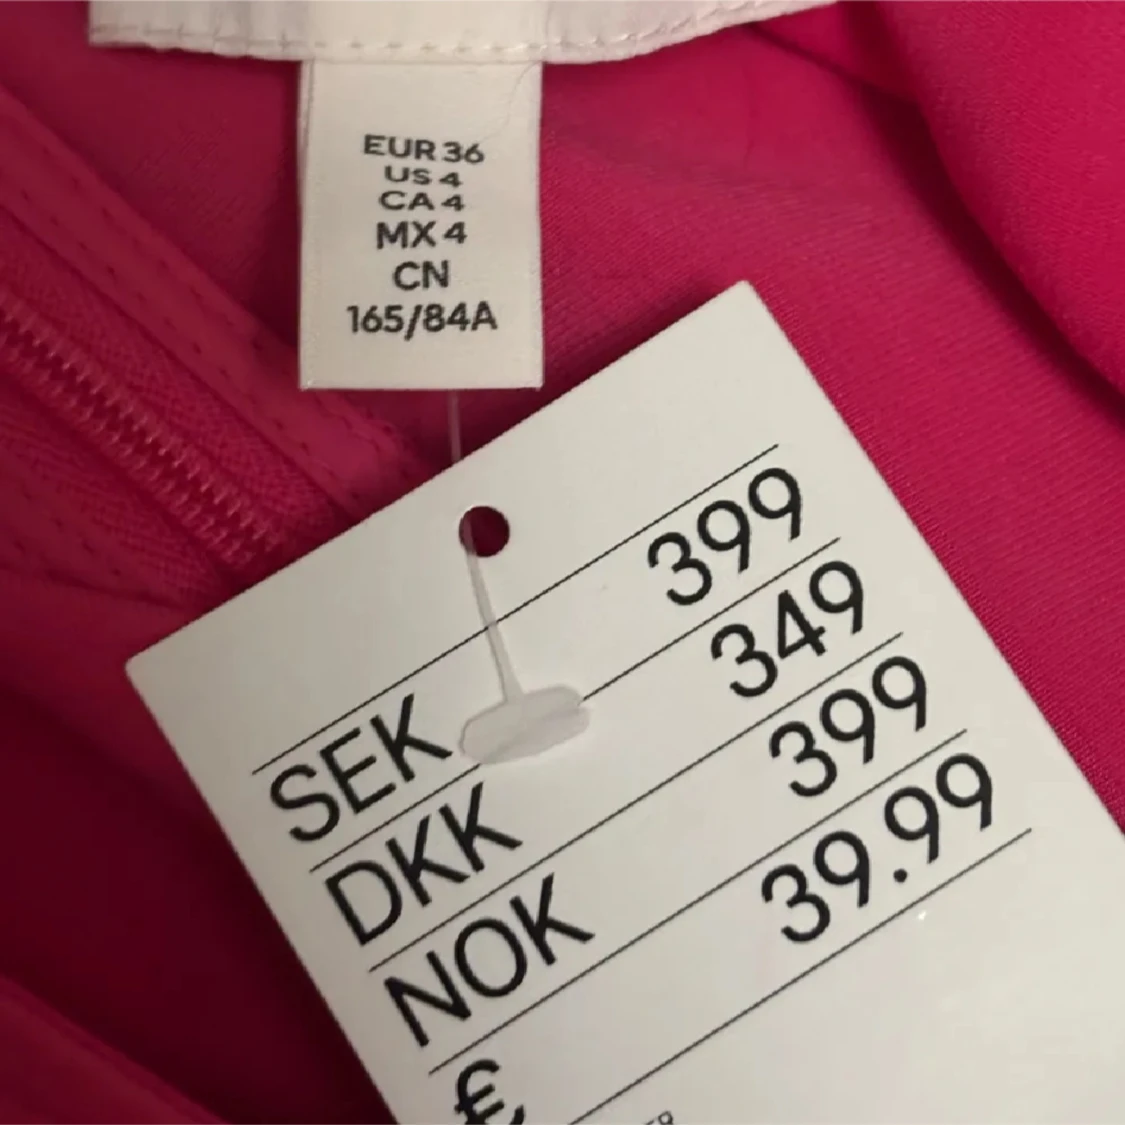 EUR 36
US 4
CA 4
MX 4
CN
165/84A
SEK 399
DKK 349
NOK 399
€ 39.99